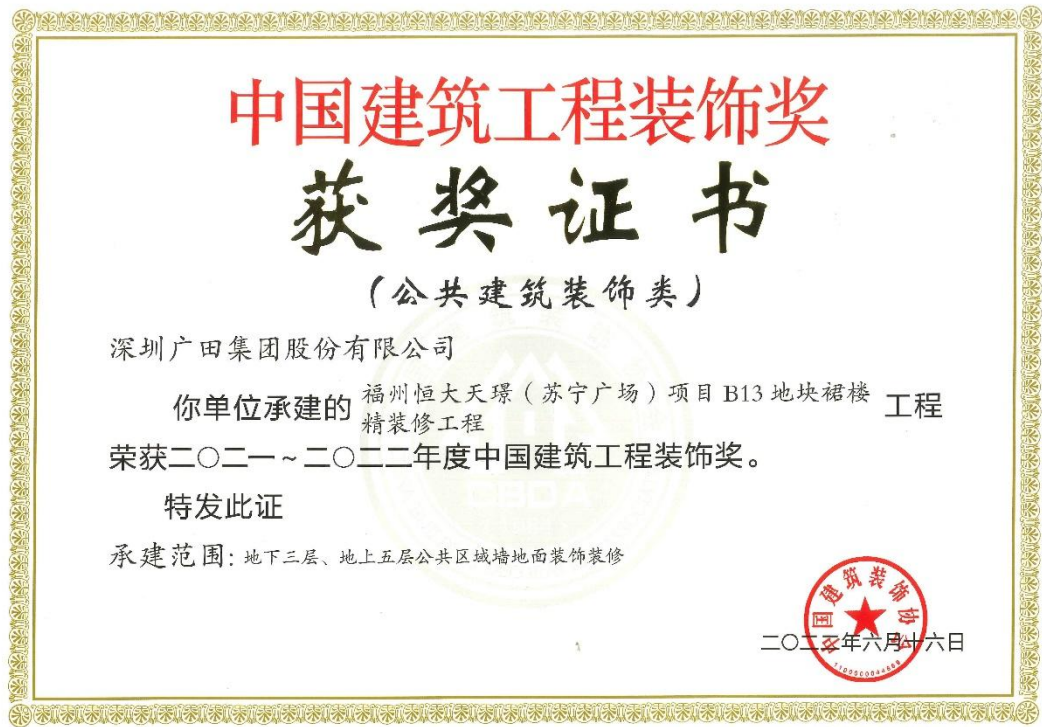 中国建筑工程装饰奖
获奖证书
（公共建筑装饰类）
深圳广田集团股份有限公司
你单位承建的 福州恒大天璟（苏宁广场）项目 B13 地块裙楼 工程
精装修工程
荣获二〇二一～二〇二二年度中国建筑工程装饰奖。
特发此证
承建范围：地下三层、地上五层公共区域墙地面装饰装修
中国建筑装饰协会
二〇二三年六月十六日
CBDA